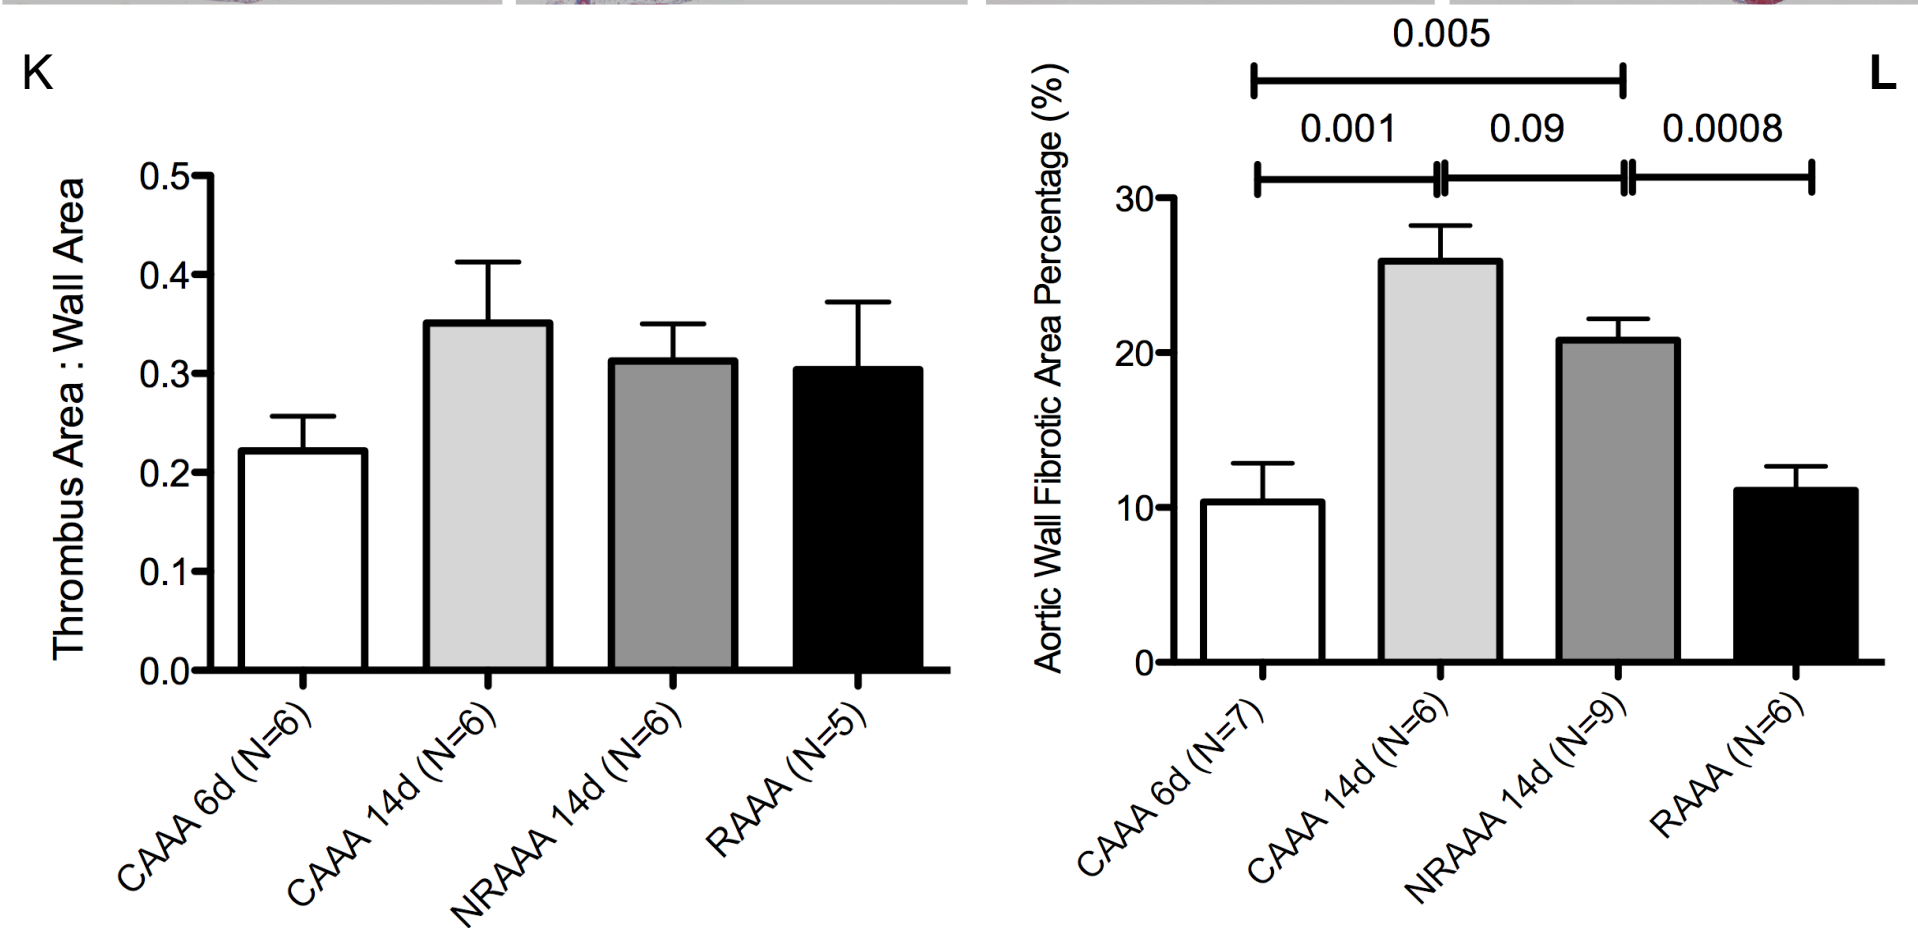 K
Thrombus Area : Wall Area
0.5
0.4
0.3
0.2
0.1
0.0
CAAA 6d (N=6)
CAAA 14d (N=6)
NRAAA 14d (N=6)
RAAA (N=5)
L
Aortic Wall Fibrotic Area Percentage (%)
0.005
0.001
0.09
0.0008
30
20
10
0
CAAA 6d (N=7)
CAAA 14d (N=6)
NRAAA 14d (N=9)
RAAA (N=6)